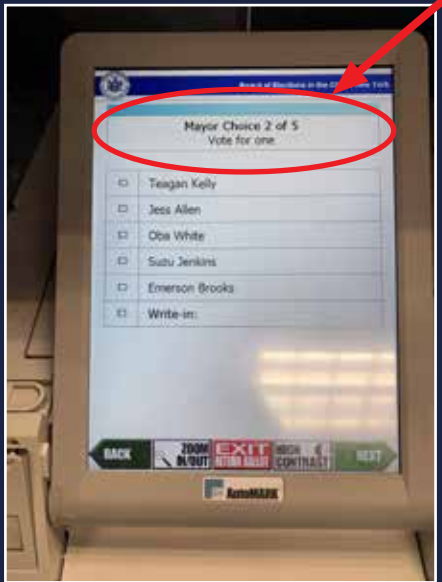 Board of Elections in the City of New York
Mayor Choice 2 of 5
Vote for one
Teagan Kelly
Jess Allen
Oba White
Suzu Jenkins
Emerson Brooks
Write-in:
BACK
ZOOM IN/OUT
EXIT RETURN BALLOT
HIGH CONTRAST
NEXT
AutoMARK